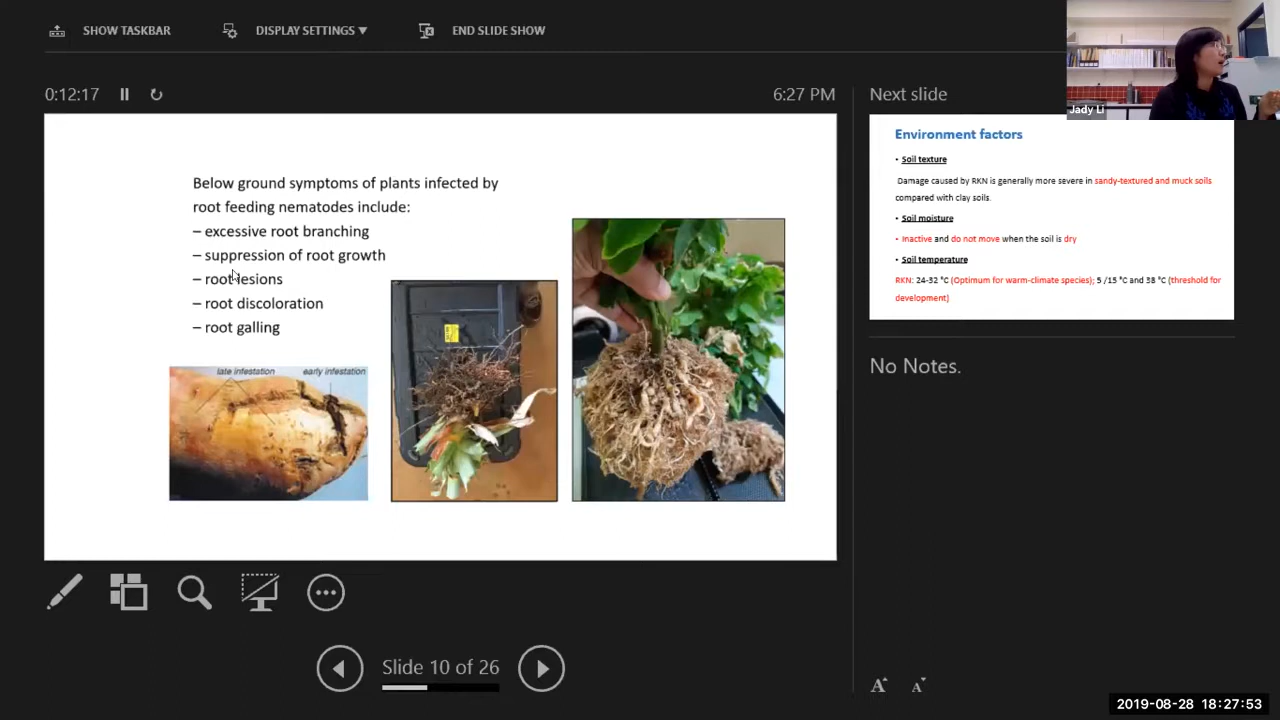 SHOW TASKBAR
DISPLAY SETTINGS ▼
END SLIDE SHOW
Jady Li
0:12:17
6:27 PM
Next slide
Below ground symptoms of plants infected by
root feeding nematodes include:
– excessive root branching
– suppression of root growth
– root lesions
– root discoloration
– root galling
late infestation
early infestation
Environment factors
• Soil texture
Damage caused by RKN is generally more severe in sandy-textured and muck soils
compared with clay soils.
• Soil moisture
• Inactive and do not move when the soil is dry
• Soil temperature
RKN: 24-32 °C (Optimum for warm-climate species); 5 /15 °C and 38 °C (threshold for
development)
No Notes.
Slide 10 of 26
A A
2019-08-28 18:27:53